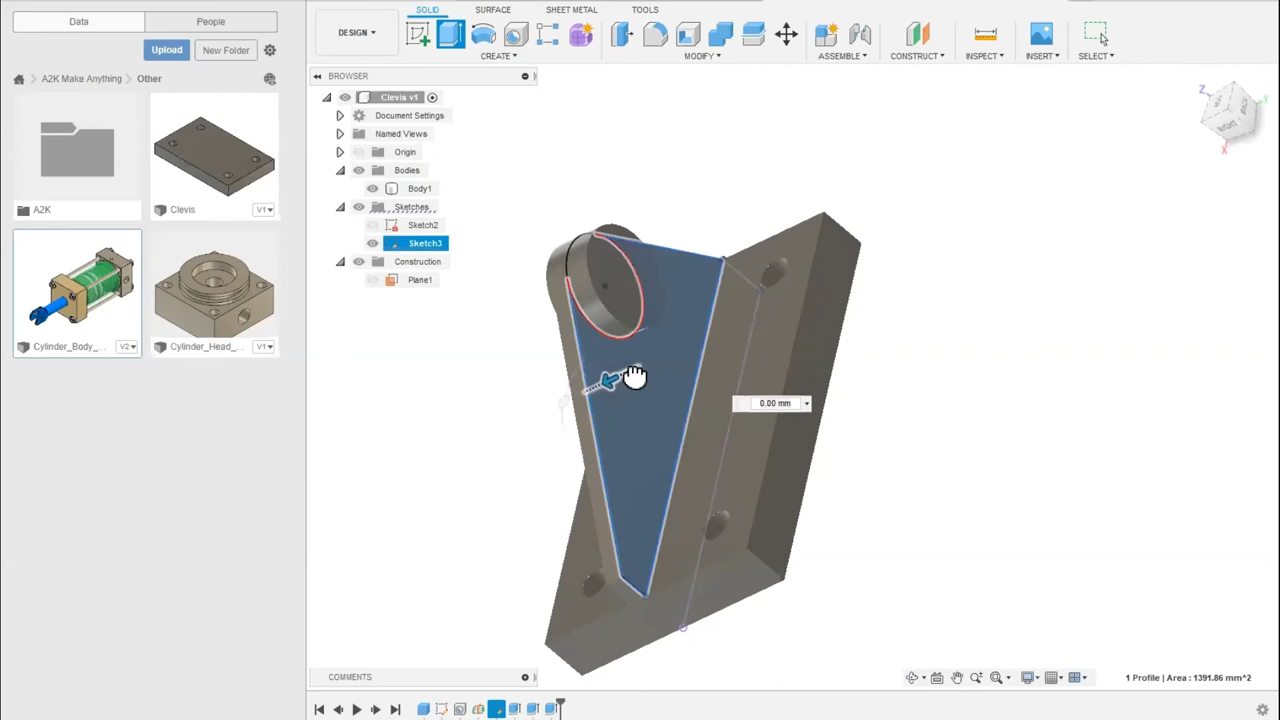 Data
People
Upload
New Folder
A2K Make Anything
Other
A2K
Clevis
V1
Cylinder_Body_...
V2
Cylinder_Head_...
V1
DESIGN
SOLID
SURFACE
SHEET METAL
TOOLS
CREATE
MODIFY
ASSEMBLE
CONSTRUCT
INSPECT
INSERT
SELECT
BROWSER
Clevis v1
Document Settings
Named Views
Origin
Bodies
Body1
Sketches
Sketch2
Sketch3
Construction
Plane1
Z
Y
X
RIGHT
BACK
0.00 mm
COMMENTS
1 Profile | Area : 1391.86 mm^2